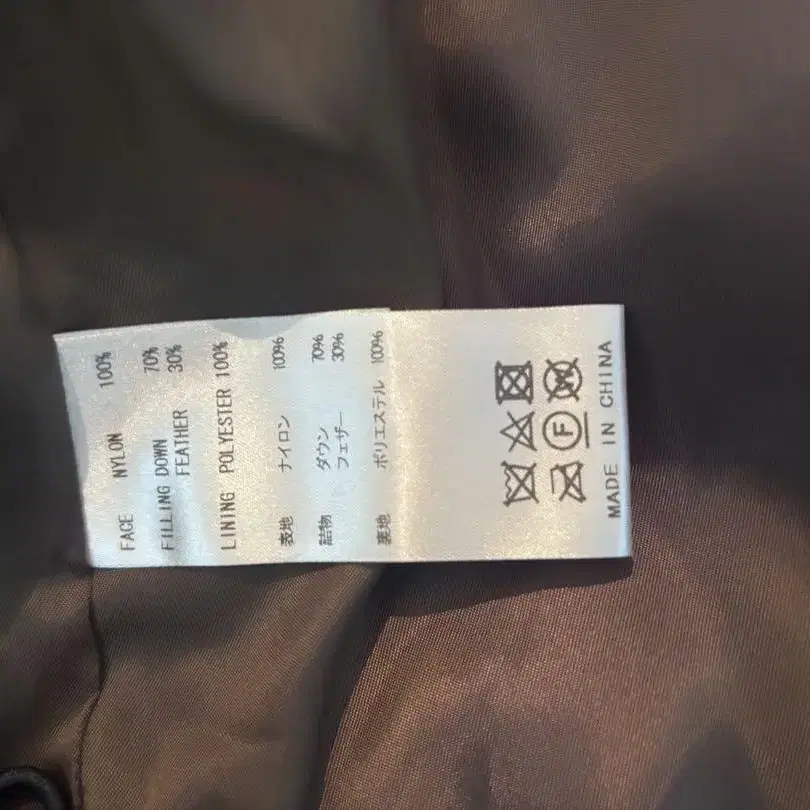 FACE NYLON 100%
FILLING DOWN 70%
FEATHER 30%
LINING POLYESTER 100%
表地 ナイロン 100%
詰物 ダウン 70%
フェザー 30%
裏地 ポリエステル 100%
F W
MADE IN CHINA